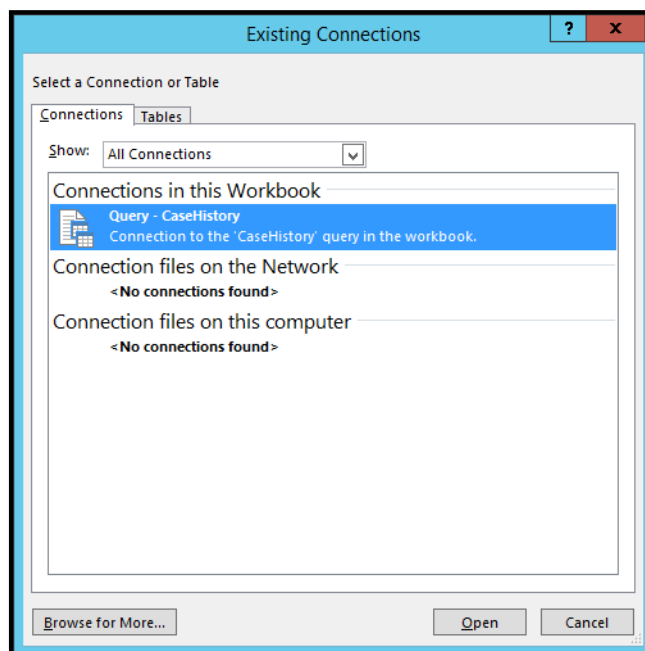 Existing Connections
?
x
Select a Connection or Table
Connections
Tables
Show:
All Connections
Connections in this Workbook
Query - CaseHistory
Connection to the 'CaseHistory' query in the workbook.
Connection files on the Network
<No connections found>
Connection files on this computer
<No connections found>
Browse for More...
Open
Cancel